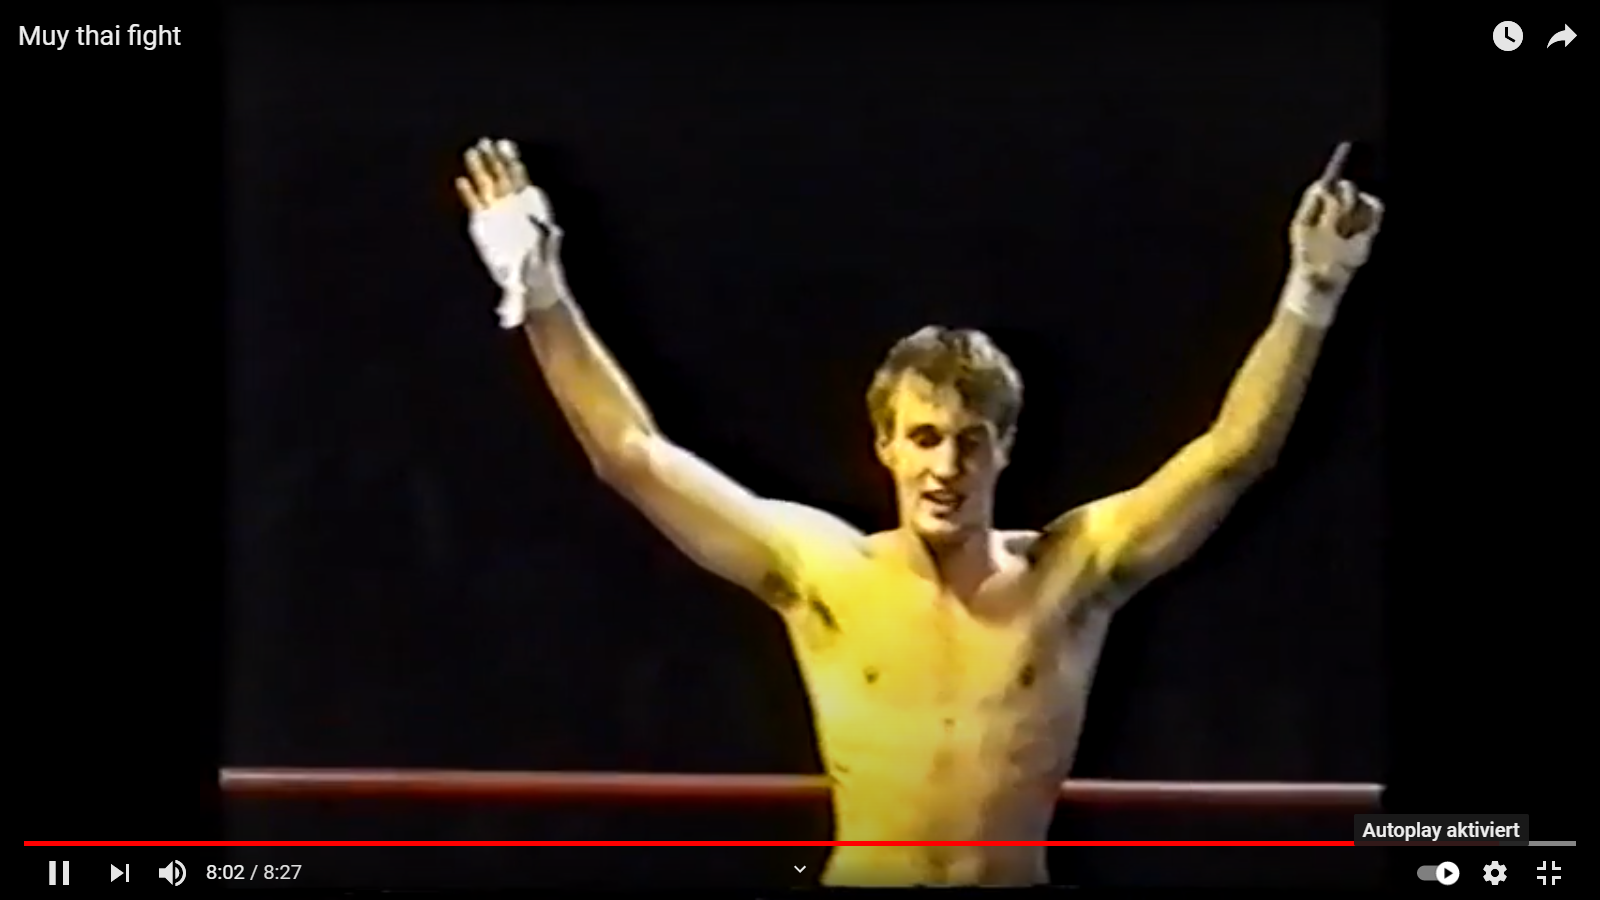 Muy thai fight
Autoplay aktiviert
8:02 / 8:27